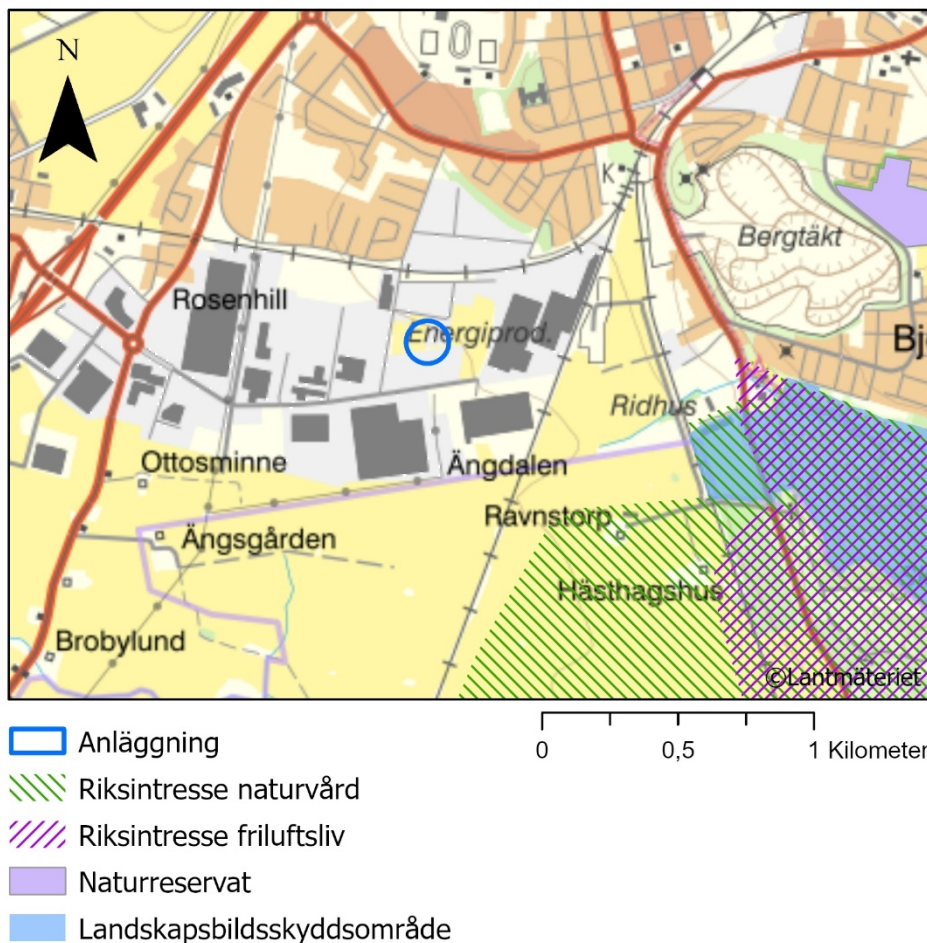 N
K
Bergtäkt
Rosenhill
Energiprod.
Ridhus
Ottosminne
Ängdalen
Ravnstorp
Ängsgården
Hästhagshus
Brobylund
©Lantmäteriet
Anläggning
0 0,5 1 Kilometer
Riksintresse naturvård
Riksintresse friluftsliv
Naturreservat
Landskapsbildsskyddsområde